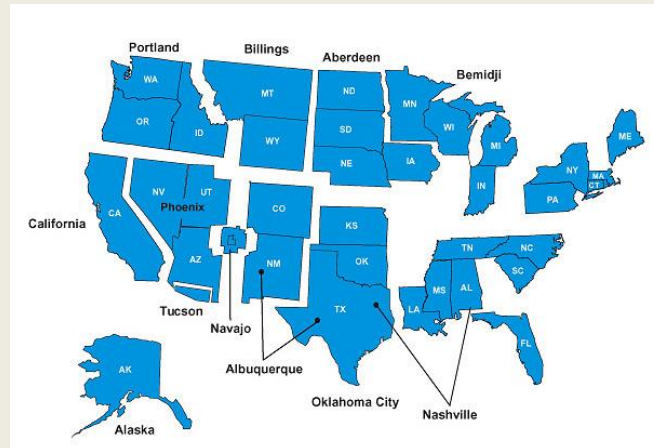 Portland
Billings
Aberdeen
Bemidji
WA
MT
ND
MN
ME
OR
ID
WY
SD
WI
MI
NY
MA
CT
NE
IA
IN
PA
CA
NV
UT
CO
KS
Phoenix
California
AZ
NM
OK
TN
NC
SC
MS
AL
TX
LA
FL
Tucson
Navajo
Albuquerque
AK
Oklahoma City
Nashville
Alaska